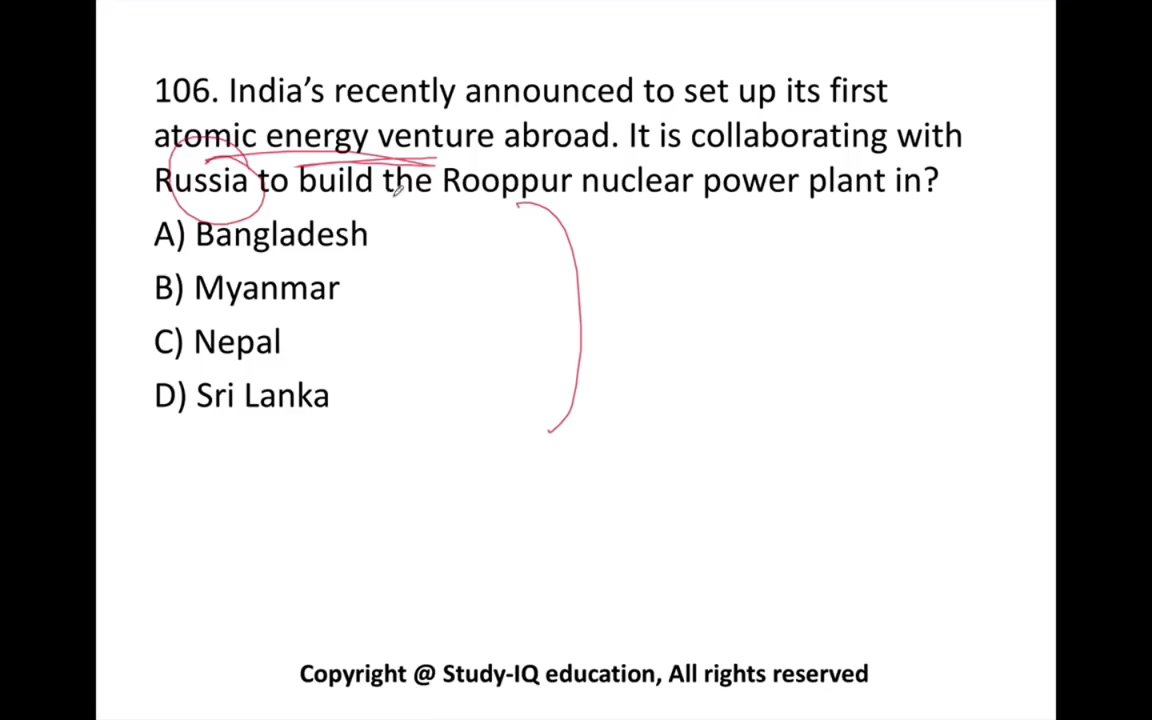 106. India's recently announced to set up its first
atomic energy venture abroad. It is collaborating with
Russia to build the Rooppur nuclear power plant in?
A) Bangladesh
B) Myanmar
C) Nepal
D) Sri Lanka
Copyright @ Study-IQ education, All rights reserved